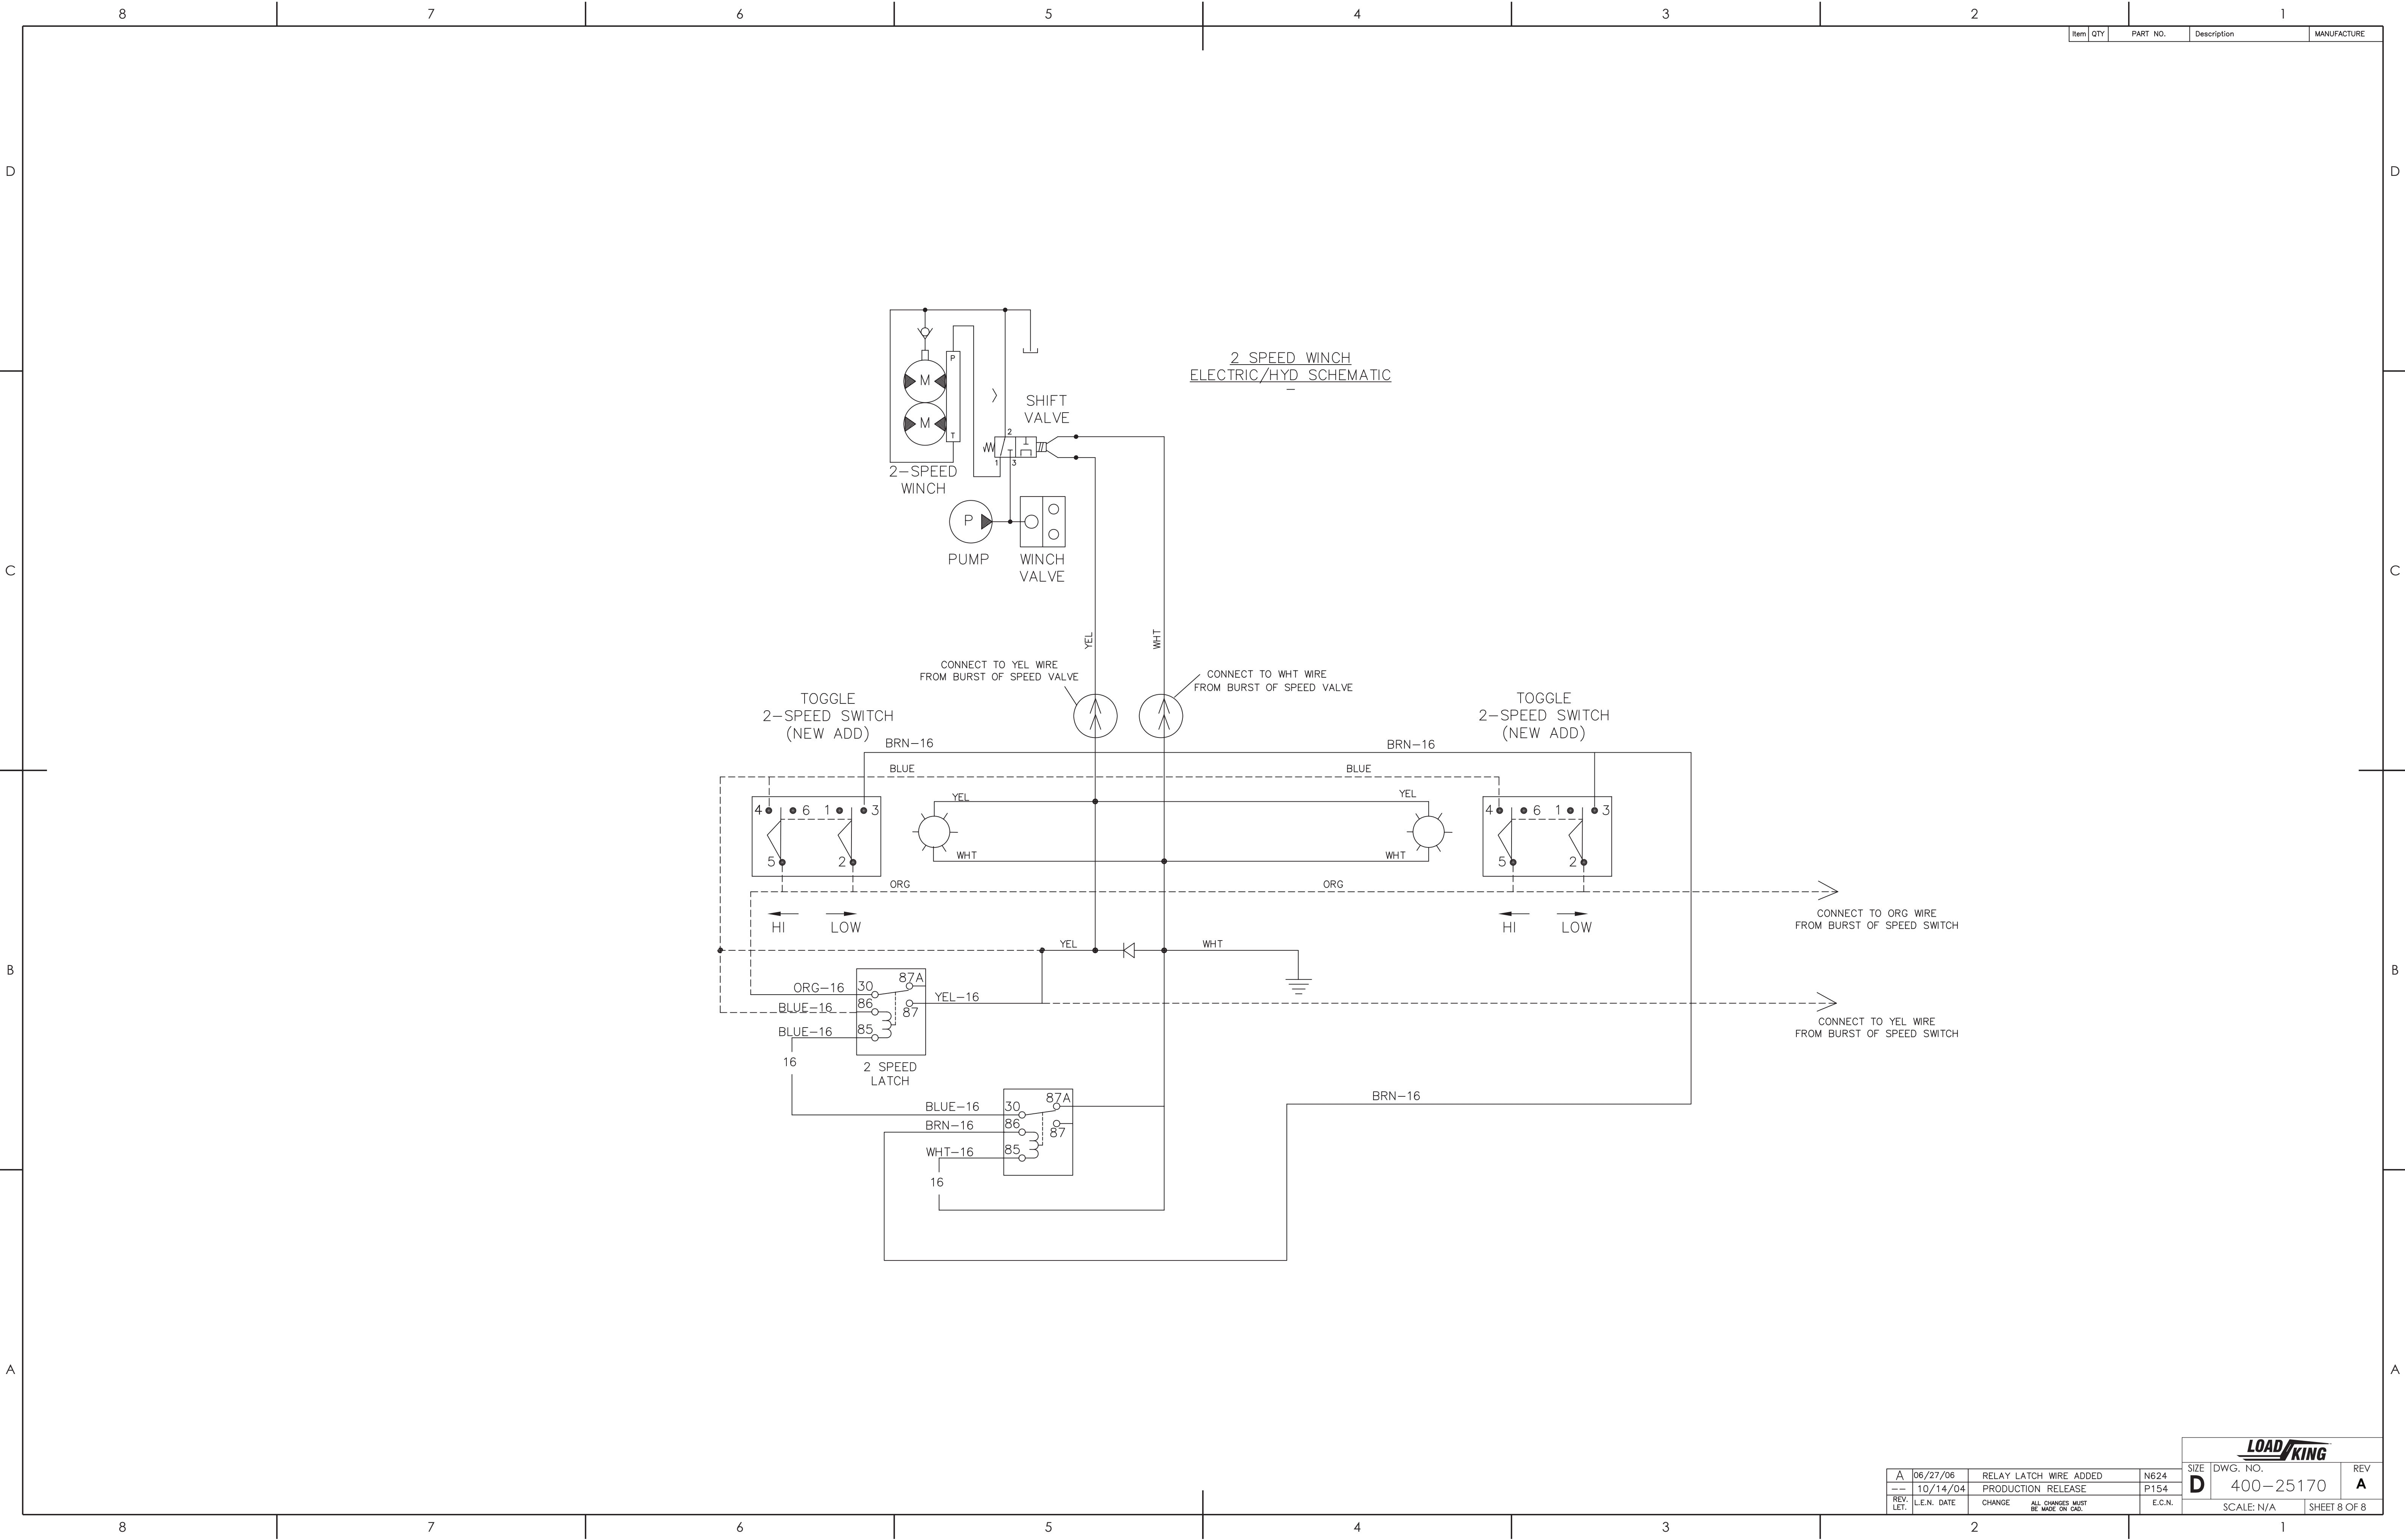 8 7 6 5 4 3 2 1
Item QTY PART NO. Description MANUFACTURE
D D
2 SPEED WINCH
ELECTRIC/HYD SCHEMATIC
–
P
M
M
T
SHIFT
VALVE
2
1 3
2-SPEED
WINCH
P
PUMP
WINCH
VALVE
C C
YEL WHT
CONNECT TO YEL WIRE
FROM BURST OF SPEED VALVE
CONNECT TO WHT WIRE
FROM BURST OF SPEED VALVE
TOGGLE
2-SPEED SWITCH
(NEW ADD)
TOGGLE
2-SPEED SWITCH
(NEW ADD)
BRN-16 BRN-16
BLUE BLUE
YEL YEL
4 6 1 3 4 6 1 3
WHT WHT
5 2 5 2
ORG ORG
HI LOW HI LOW
CONNECT TO ORG WIRE
FROM BURST OF SPEED SWITCH
YEL WHT
B B
ORG-16 30 87A
BLUE-16 86 87 YEL-16
BLUE-16 85
16
2 SPEED
LATCH
CONNECT TO YEL WIRE
FROM BURST OF SPEED SWITCH
BLUE-16 30 87A
BRN-16 86 87
WHT-16 85
16
BRN-16
A A
LOAD KING
A 06/27/06 RELAY LATCH WIRE ADDED N624
-- 10/14/04 PRODUCTION RELEASE P154
REV. LET. L.E.N. DATE CHANGE ALL CHANGES MUST BE MADE ON CAD. E.C.N.
SIZE DWG. NO. REV
D 400-25170 A
SCALE: N/A SHEET 8 OF 8
8 7 6 5 4 3 2 1